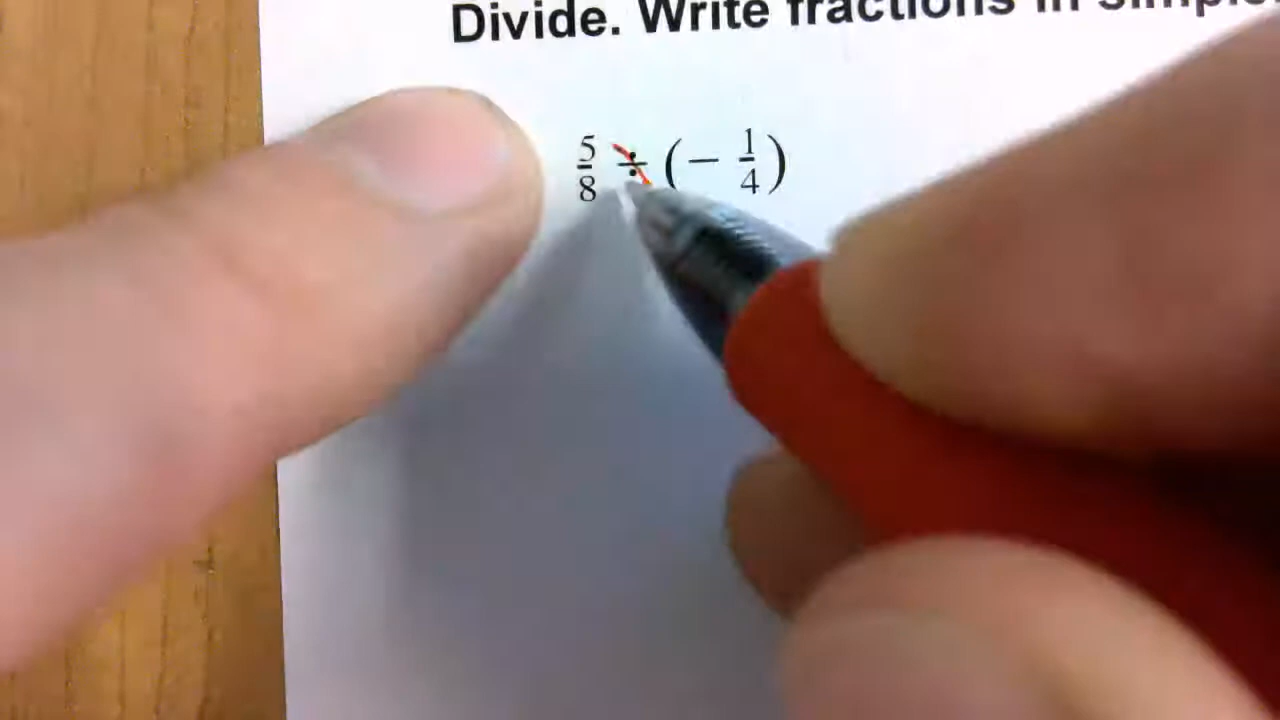 Divide. Write fractions in
5/8 ÷ (− 1/4)